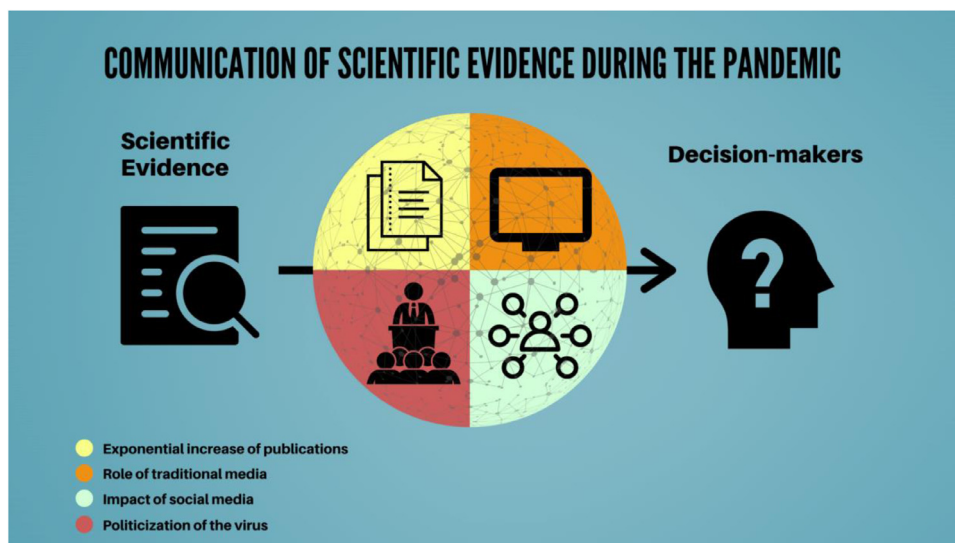 COMMUNICATION OF SCIENTIFIC EVIDENCE DURING THE PANDEMIC
Scientific
Evidence
Decision-makers
?
Exponential increase of publications
Role of traditional media
Impact of social media
Politicization of the virus